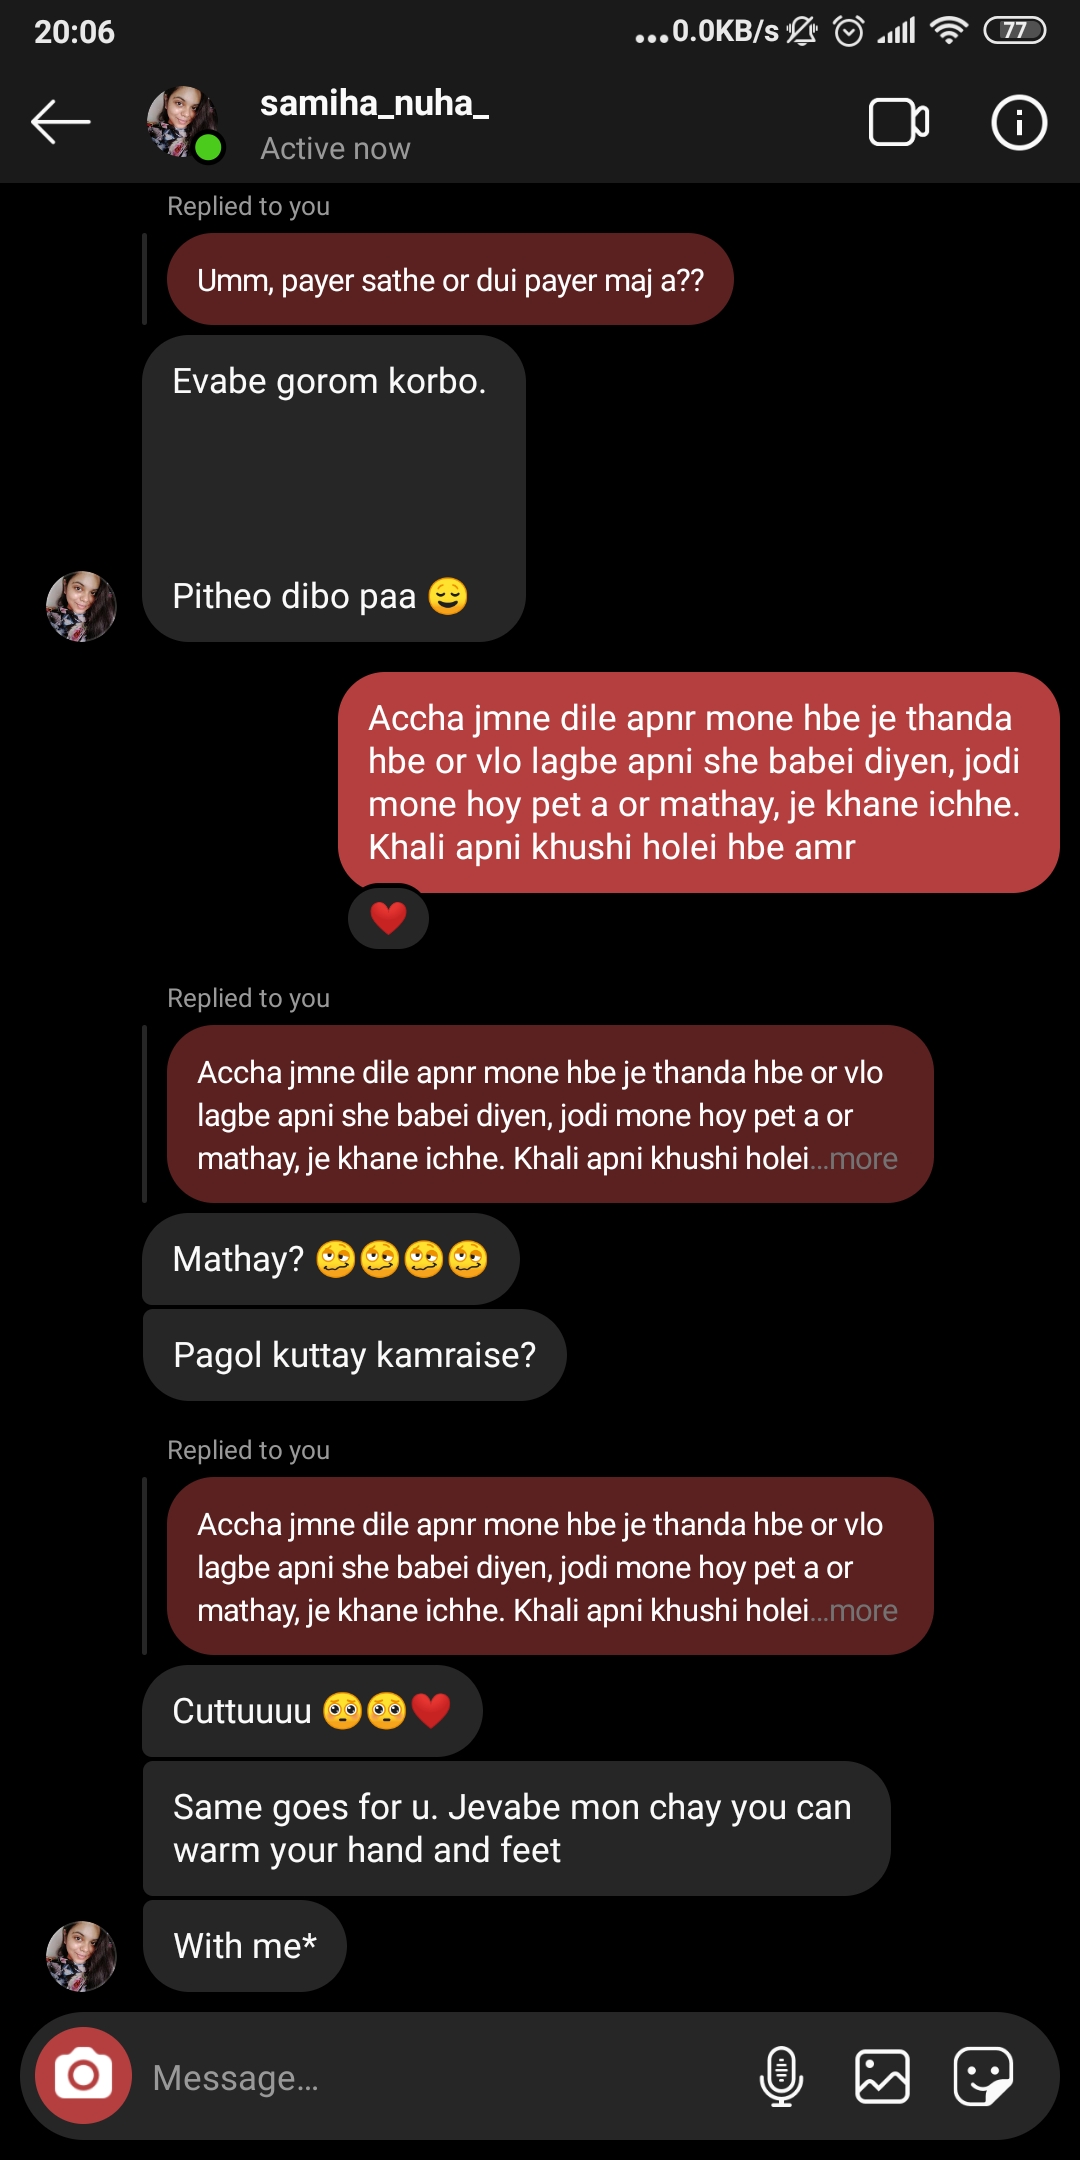 20:06
...0.0KB/s
77
samiha_nuha_
Active now
Replied to you
Umm, payer sathe or dui payer maj a??
Evabe gorom korbo.
Pitheo dibo paa 😌
Accha jmne dile apnr mone hbe je thanda
hbe or vlo lagbe apni she babei diyen, jodi
mone hoy pet a or mathay, je khane ichhe.
Khali apni khushi holei hbe amr
❤️
Replied to you
Accha jmne dile apnr mone hbe je thanda hbe or vlo
lagbe apni she babei diyen, jodi mone hoy pet a or
mathay, je khane ichhe. Khali apni khushi holei...more
Mathay? 🥴🥴🥴🥴
Pagol kuttay kamraise?
Replied to you
Accha jmne dile apnr mone hbe je thanda hbe or vlo
lagbe apni she babei diyen, jodi mone hoy pet a or
mathay, je khane ichhe. Khali apni khushi holei...more
Cuttuuuu 🥺🥺❤️
Same goes for u. Jevabe mon chay you can
warm your hand and feet
With me*
Message...